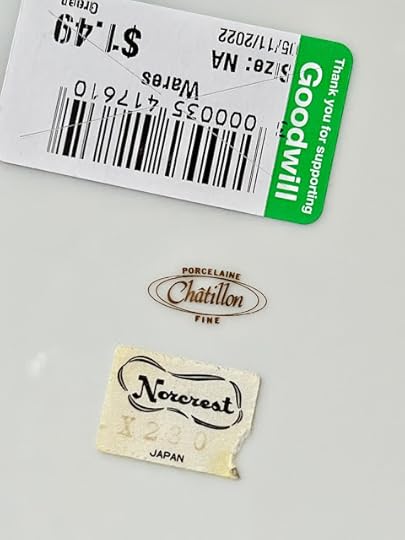 Thank you for supporting
Goodwill
05/11/2022
Size: NA
$1.49
Wares
000035 417610
PORCELAINE
Châtillon
FINE
Norcrest
X230
JAPAN